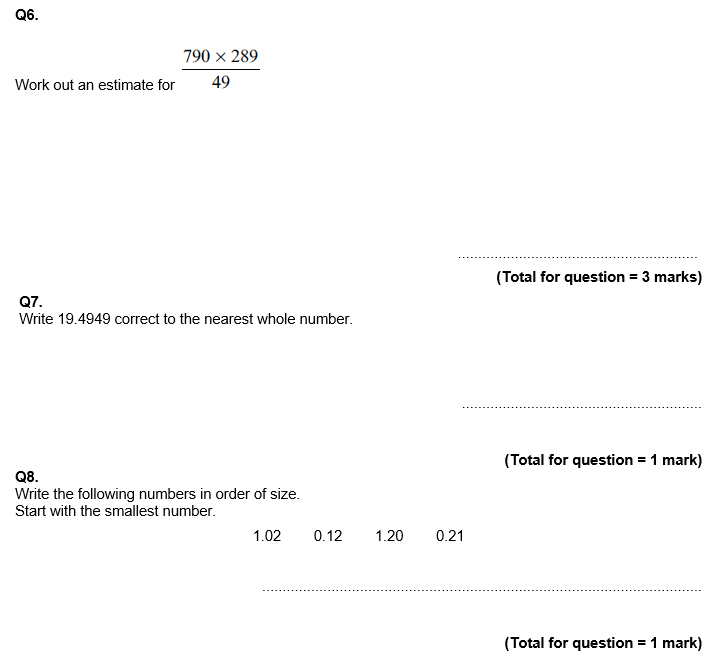 Q6.
Work out an estimate for 790 × 289 / 49
(Total for question = 3 marks)
Q7.
Write 19.4949 correct to the nearest whole number.
(Total for question = 1 mark)
Q8.
Write the following numbers in order of size.
Start with the smallest number.
1.02 0.12 1.20 0.21
(Total for question = 1 mark)